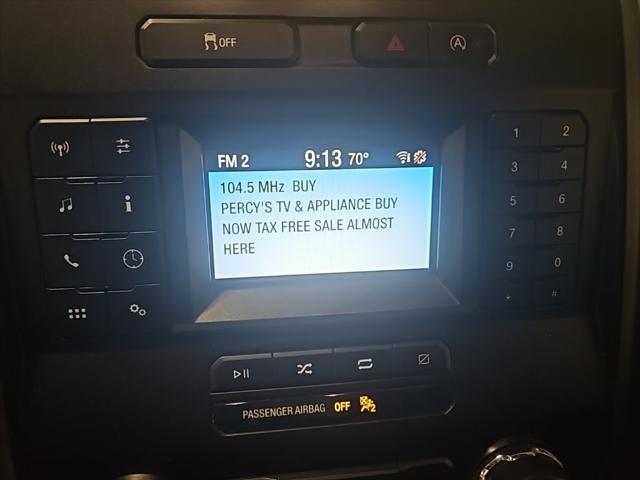 OFF
A
FM 2 9:13 70°
104.5 MHz BUY
PERCY'S TV & APPLIANCE BUY
NOW TAX FREE SALE ALMOST
HERE
i
1 2
3 4
5 6
7 8
9 0
* #
PASSENGER AIRBAG OFF 2